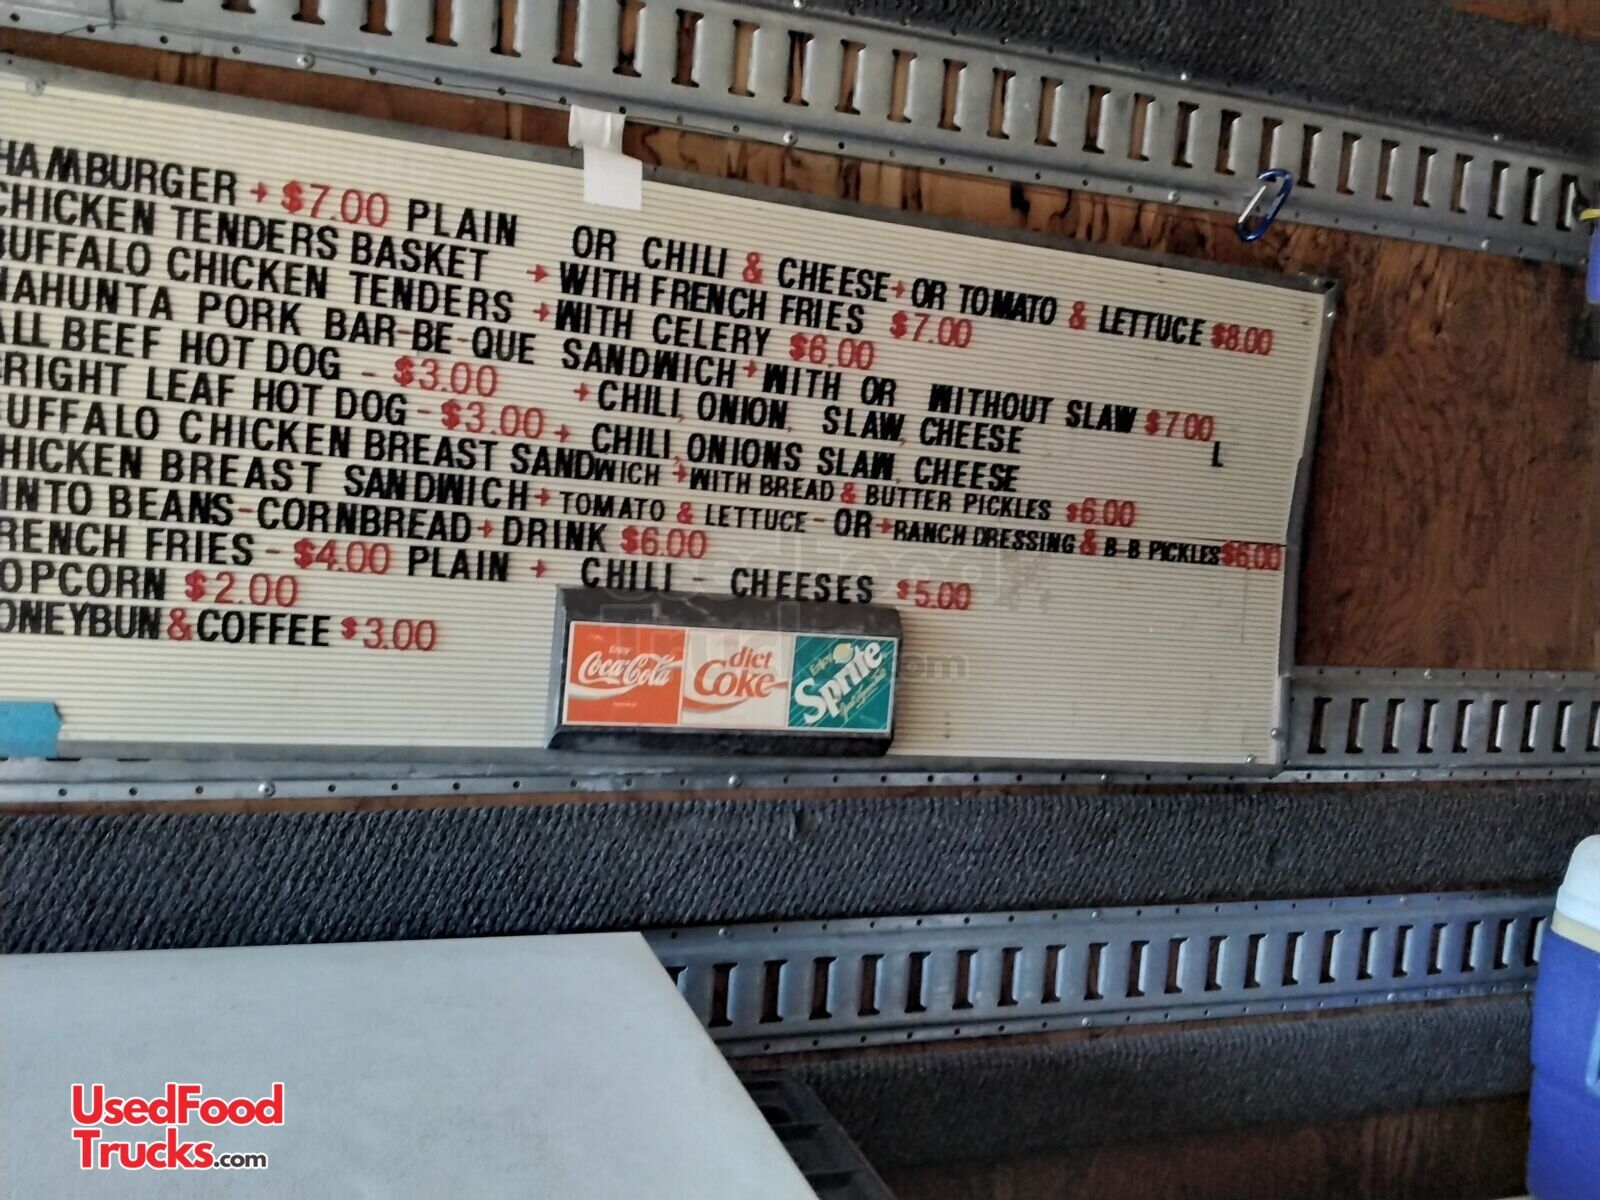 HAMBURGER → $7.00 PLAIN OR CHILI & CHEESE → OR TOMATO & LETTUCE $8.00
CHICKEN TENDERS BASKET → WITH FRENCH FRIES $7.00
BUFFALO CHICKEN TENDERS → WITH CELERY $6.00
NAHUNTA PORK BAR-BE-QUE SANDWICH → WITH OR WITHOUT SLAW $7.00
ALL BEEF HOT DOG - $3.00 → CHILI, ONION, SLAW, CHEESE L
RIGHT LEAF HOT DOG - $3.00 → CHILI, ONIONS SLAW, CHEESE
UFFALO CHICKEN BREAST SANDWICH → WITH BREAD & BUTTER PICKLES $6.00
HICKEN BREAST SANDWICH → TOMATO & LETTUCE - OR → RANCH DRESSING & B-B PICKLES $6.00
INTO BEANS-CORNBREAD → DRINK $6.00
RENCH FRIES - $4.00 PLAIN → CHILI - CHEESES $5.00
OPCORN $2.00
ONEYBUN & COFFEE $3.00
Enjoy
Coca-Cola
diet
Coke
Enjoy
Sprite
UsedFood
Trucks.com